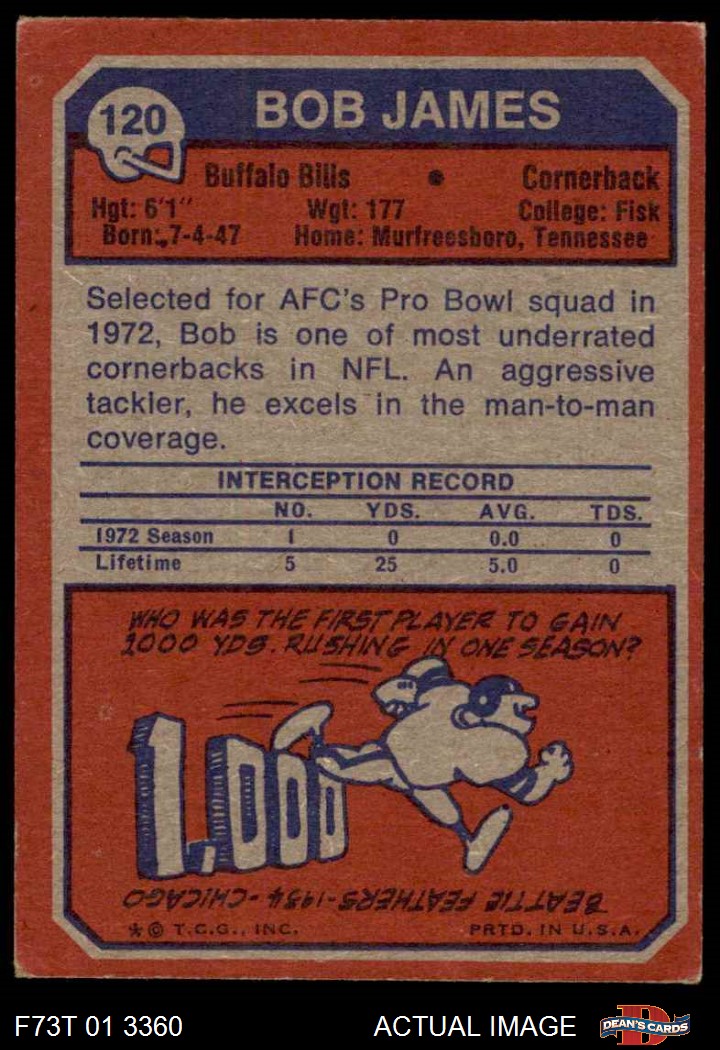 120
BOB JAMES
Buffalo Bills • Cornerback
Hgt: 6'1" Wgt: 177 College: Fisk
Born: 7-4-47 Home: Murfreesboro, Tennessee
Selected for AFC's Pro Bowl squad in
1972, Bob is one of most underrated
cornerbacks in NFL. An aggressive
tackler, he excels in the man-to-man
coverage.
INTERCEPTION RECORD
NO. YDS. AVG. TDS.
1972 Season 1 0 0.0 0
Lifetime 5 25 5.0 0
WHO WAS THE FIRST PLAYER TO GAIN
1000 YDS. RUSHING IN ONE SEASON?
1,000
BEATTIE FEATHERS-1934-CHICAGO
* © T.C.G., INC. PRTD. IN U.S.A.
F73T 01 3360 ACTUAL IMAGE D DEAN'S CARDS